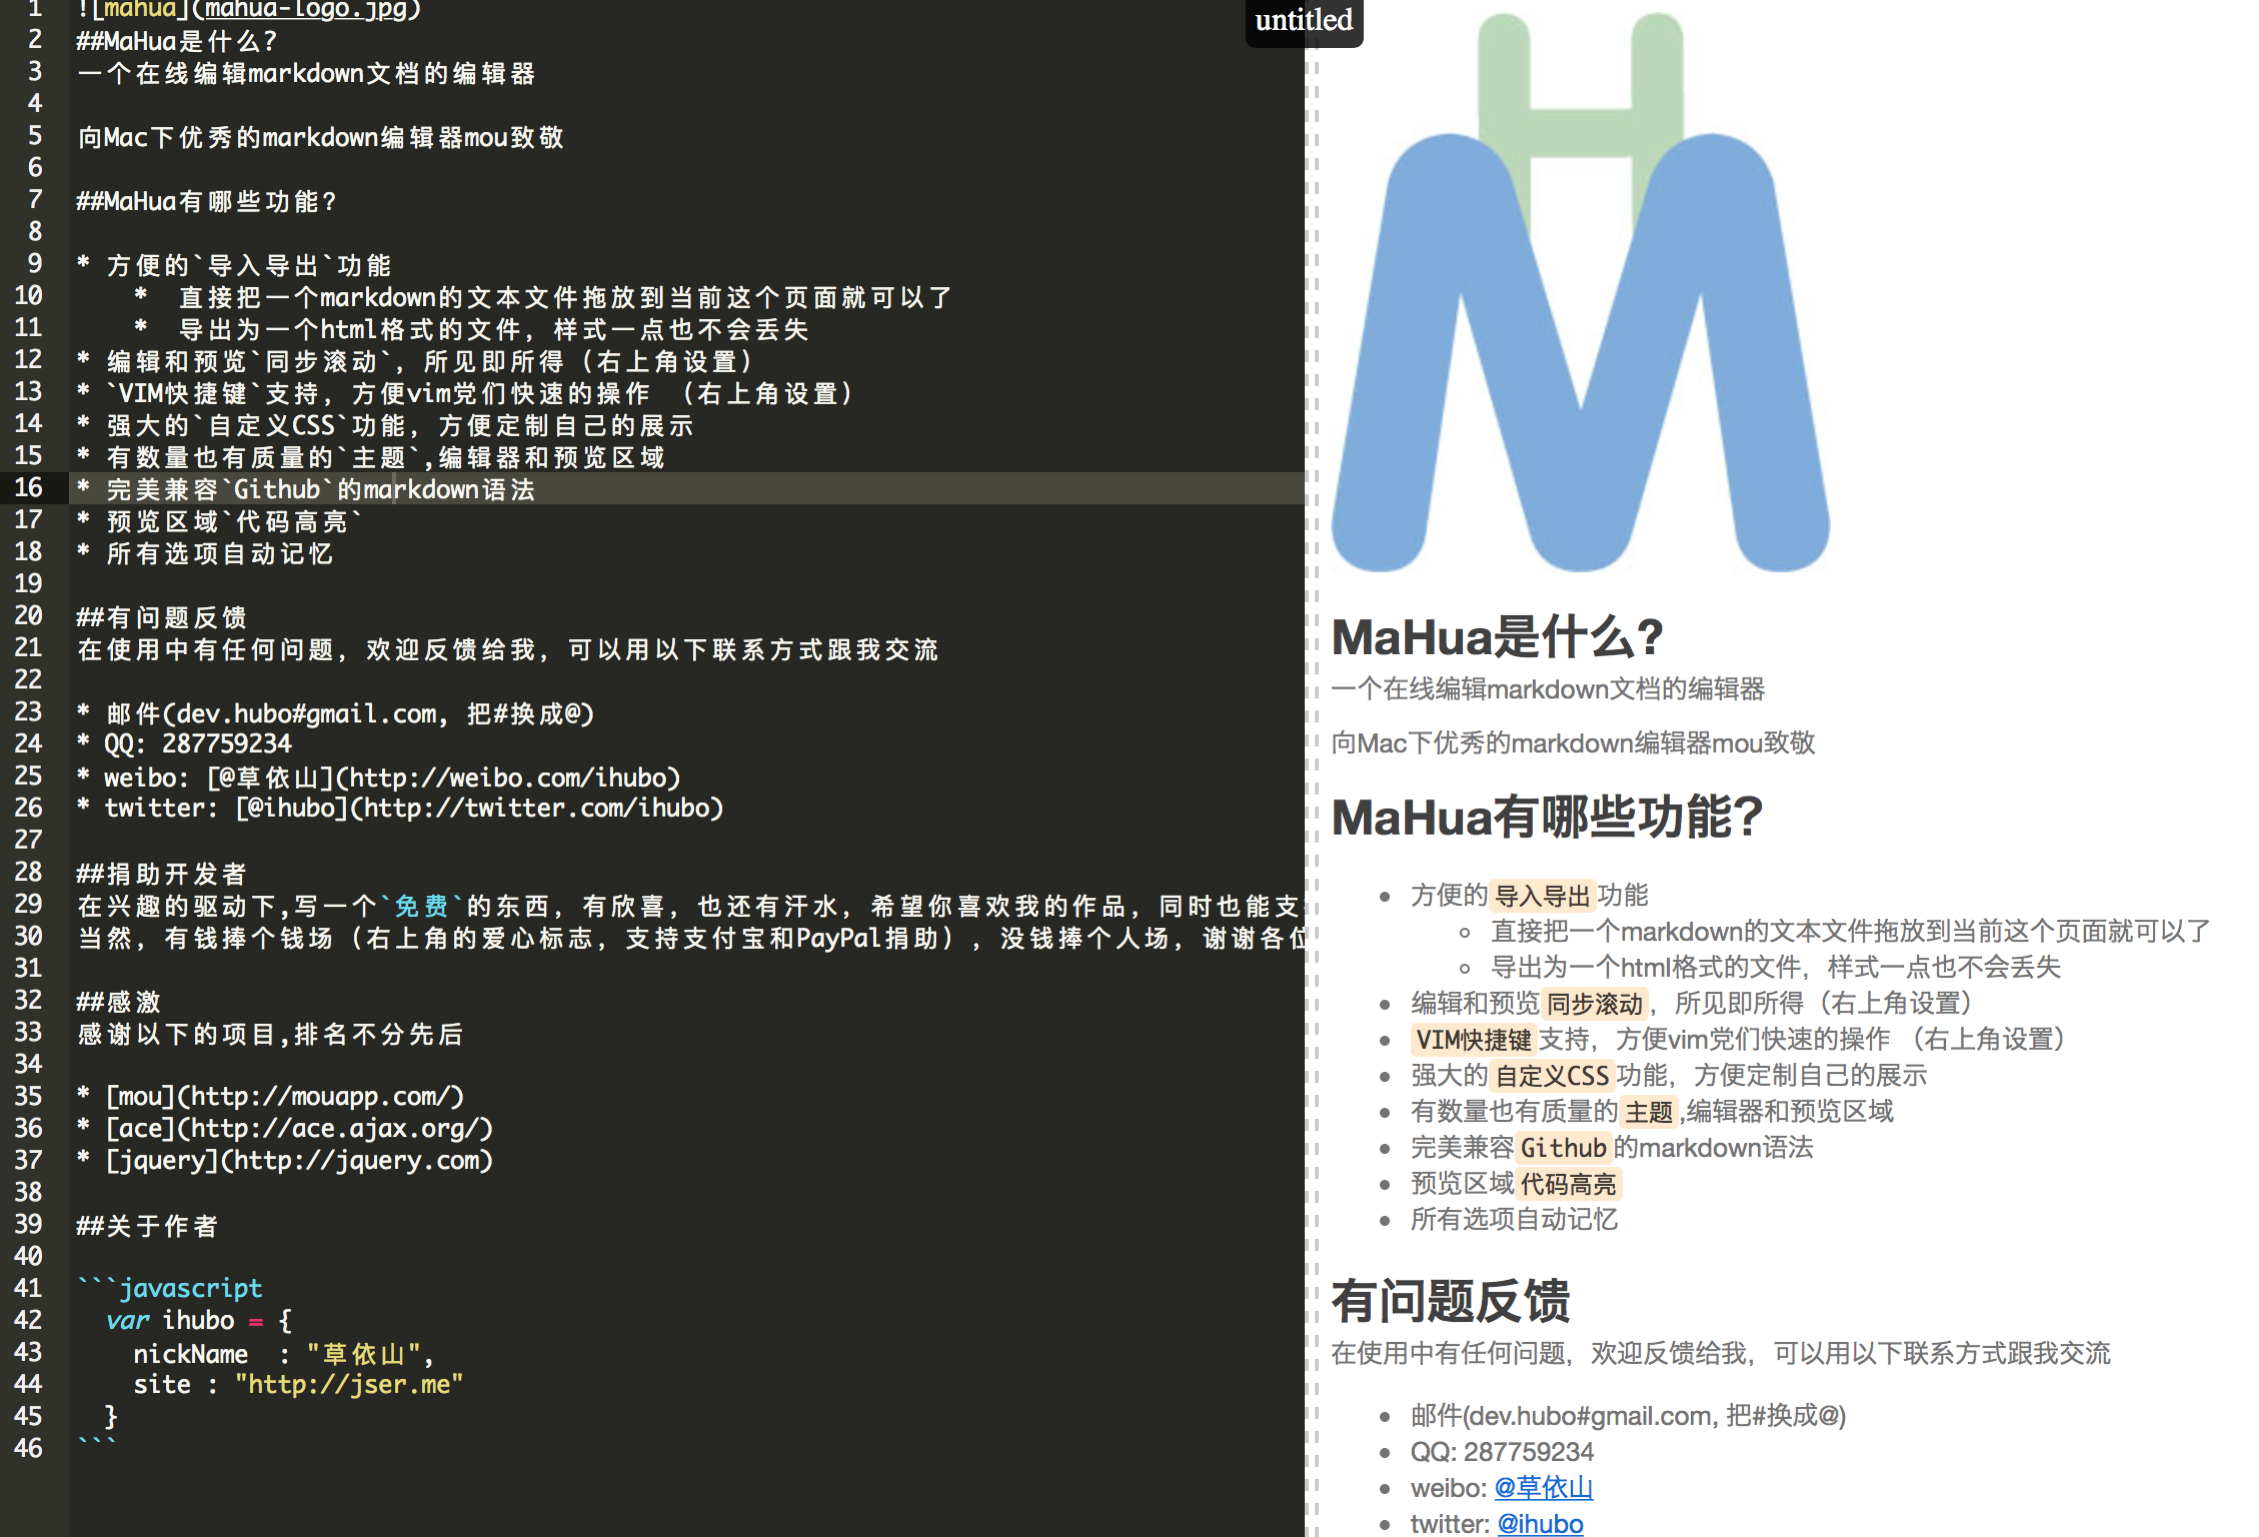 1 ![mahua](mahua-logo.jpg)
2 ##MaHua是什么?
3 一个在线编辑markdown文档的编辑器
4
5 向Mac下优秀的markdown编辑器mou致敬
6
7 ##MaHua有哪些功能?
8
9 * 方便的`导入导出`功能
10     *  直接把一个markdown的文本文件拖放到当前这个页面就可以了
11     *  导出为一个html格式的文件，样式一点也不会丢失
12 * 编辑和预览`同步滚动`，所见即所得（右上角设置）
13 * `VIM快捷键`支持，方便vim党们快速的操作 （右上角设置）
14 * 强大的`自定义CSS`功能，方便定制自己的展示
15 * 有数量也有质量的`主题`,编辑器和预览区域
16 * 完美兼容`Github`的markdown语法
17 * 预览区域`代码高亮`
18 * 所有选项自动记忆
19
20 ##有问题反馈
21 在使用中有任何问题，欢迎反馈给我，可以用以下联系方式跟我交流
22
23 * 邮件(dev.hubo#gmail.com, 把#换成@)
24 * QQ: 287759234
25 * weibo: [@草依山](http://weibo.com/ihubo)
26 * twitter: [@ihubo](http://twitter.com/ihubo)
27
28 ##捐助开发者
29 在兴趣的驱动下,写一个`免费`的东西，有欣喜，也还有汗水，希望你喜欢我的作品，同时也能支
30 当然，有钱捧个钱场（右上角的爱心标志，支持支付宝和PayPal捐助），没钱捧个人场，谢谢各位
31
32 ##感激
33 感谢以下的项目,排名不分先后
34
35 * [mou](http://mouapp.com/)
36 * [ace](http://ace.ajax.org/)
37 * [jquery](http://jquery.com)
38
39 ##关于作者
40
41 ```javascript
42   var ihubo = {
43     nickName  : "草依山",
44     site : "http://jser.me"
45   }
46 ```
untitled
MaHua是什么?
一个在线编辑markdown文档的编辑器
向Mac下优秀的markdown编辑器mou致敬
MaHua有哪些功能?
方便的导入导出功能
直接把一个markdown的文本文件拖放到当前这个页面就可以了
导出为一个html格式的文件，样式一点也不会丢失
编辑和预览同步滚动，所见即所得（右上角设置）
VIM快捷键支持，方便vim党们快速的操作 （右上角设置）
强大的自定义CSS功能，方便定制自己的展示
有数量也有质量的主题,编辑器和预览区域
完美兼容Github的markdown语法
预览区域代码高亮
所有选项自动记忆
有问题反馈
在使用中有任何问题，欢迎反馈给我，可以用以下联系方式跟我交流
邮件(dev.hubo#gmail.com, 把#换成@)
QQ: 287759234
weibo: @草依山
twitter: @ihubo